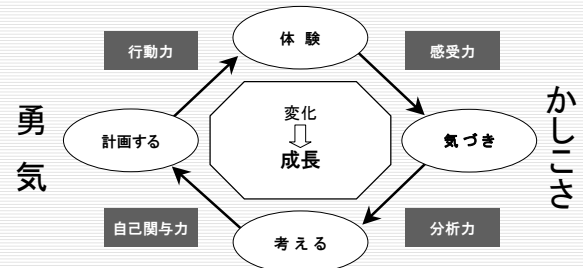 体 験
行動力
感受力
勇気
計画する
変化
成長
気づき
かしこさ
自己関与力
分析力
考える